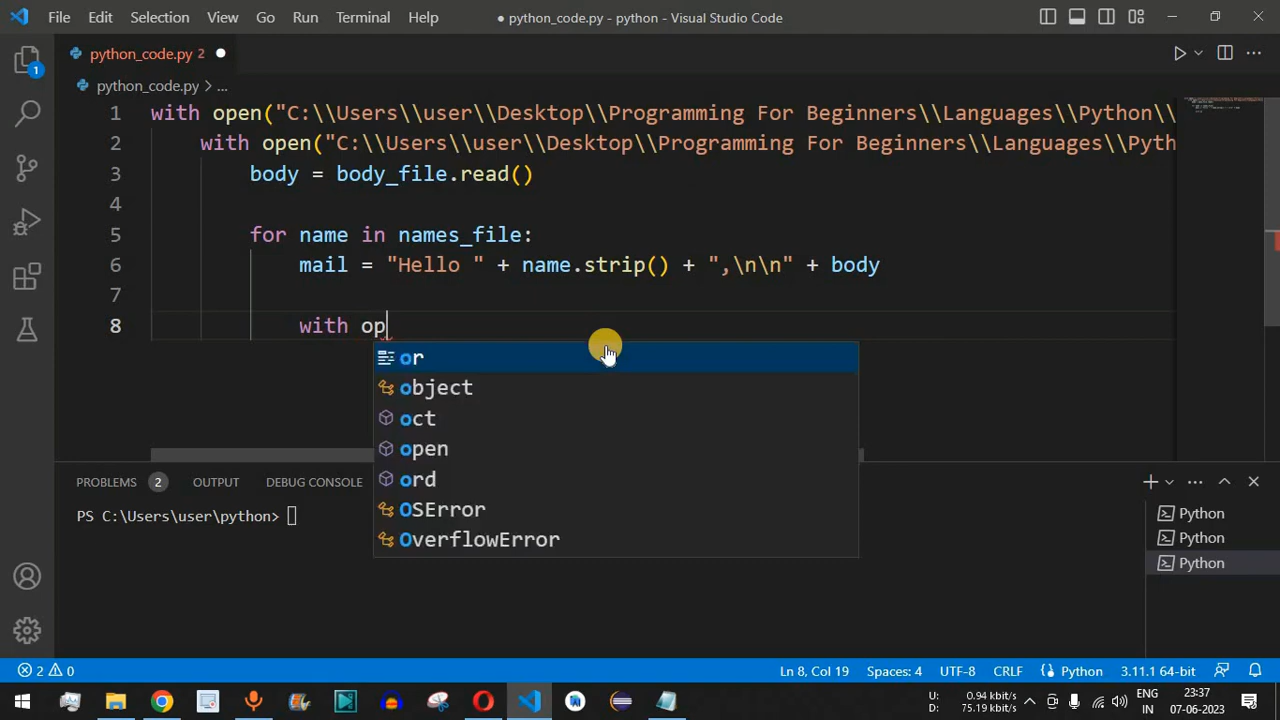 File Edit Selection View Go Run Terminal Help ● python_code.py - python - Visual Studio Code
python_code.py 2 ●
1
python_code.py > ...
1 with open("C:\\Users\\user\\Desktop\\Programming For Beginners\\Languages\\Python\\
2 with open("C:\\Users\\user\\Desktop\\Programming For Beginners\\Languages\\Pyth
3 body = body_file.read()
4
5 for name in names_file:
6 mail = "Hello " + name.strip() + ",\n\n" + body
7
8 with op
or
object
oct
open
ord
OSError
OverflowError
PROBLEMS 2 OUTPUT DEBUG CONSOLE
PS C:\Users\user\python>
Python
Python
Python
2 0 Ln 8, Col 19 Spaces: 4 UTF-8 CRLF Python 3.11.1 64-bit
U: 0.94 kbit/s ENG 23:37
D: 75.19 kbit/s IN 07-06-2023